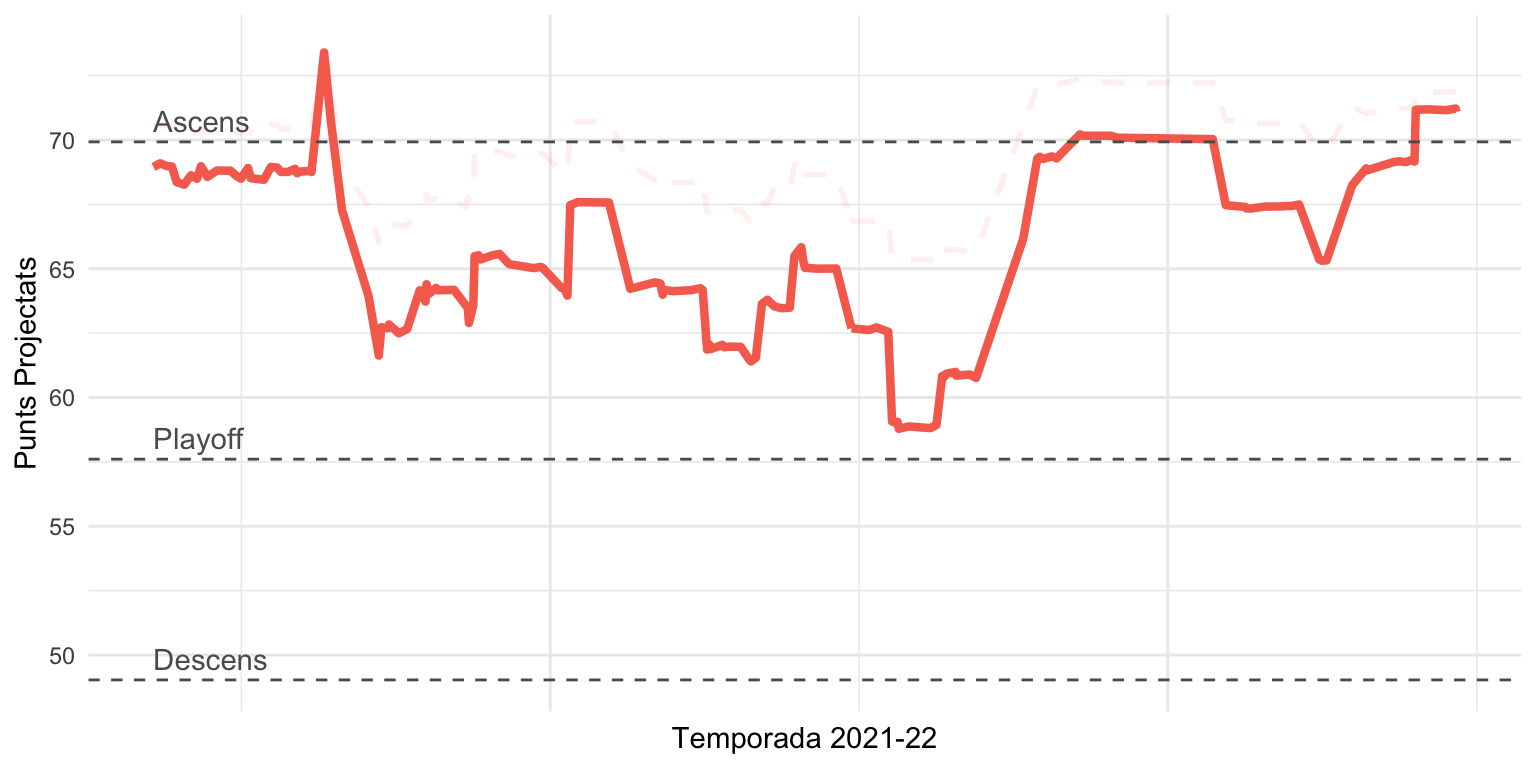 Punts Projectats
70
65
60
55
50
Ascens
Playoff
Descens
Temporada 2021-22